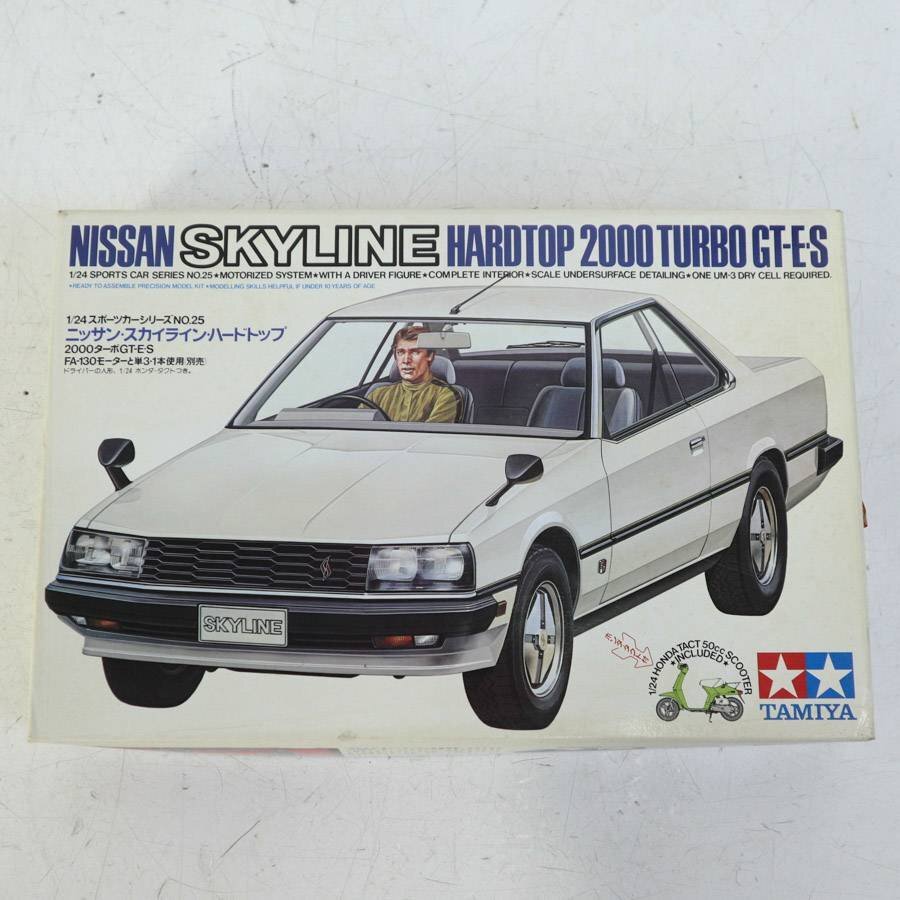 NISSAN SKYLINE HARDTOP 2000 TURBO GT-E·S
1/24 SPORTS CAR SERIES NO.25★MOTORIZED SYSTEM★WITH A DRIVER FIGURE★COMPLETE INTERIOR★SCALE UNDERSURFACE DETAILING★ONE UM-3 DRY CELL REQUIRED.
★READY TO ASSEMBLE PRECISION MODEL KIT ★MODELLING SKILLS HELPFUL IF UNDER 10 YEARS OF AGE
1/24 スポーツカーシリーズ NO.25
ニッサン・スカイライン・ハードトップ
2000ターボGT-E·S
FA-130モーターと単3·1本使用(別売)
ドライバーの人形、1/24 ホンダ・タクトつき。
SKYLINE
1/24 HONDA TACT 50cc SCOOTER
★INCLUDED★
TAMIYA